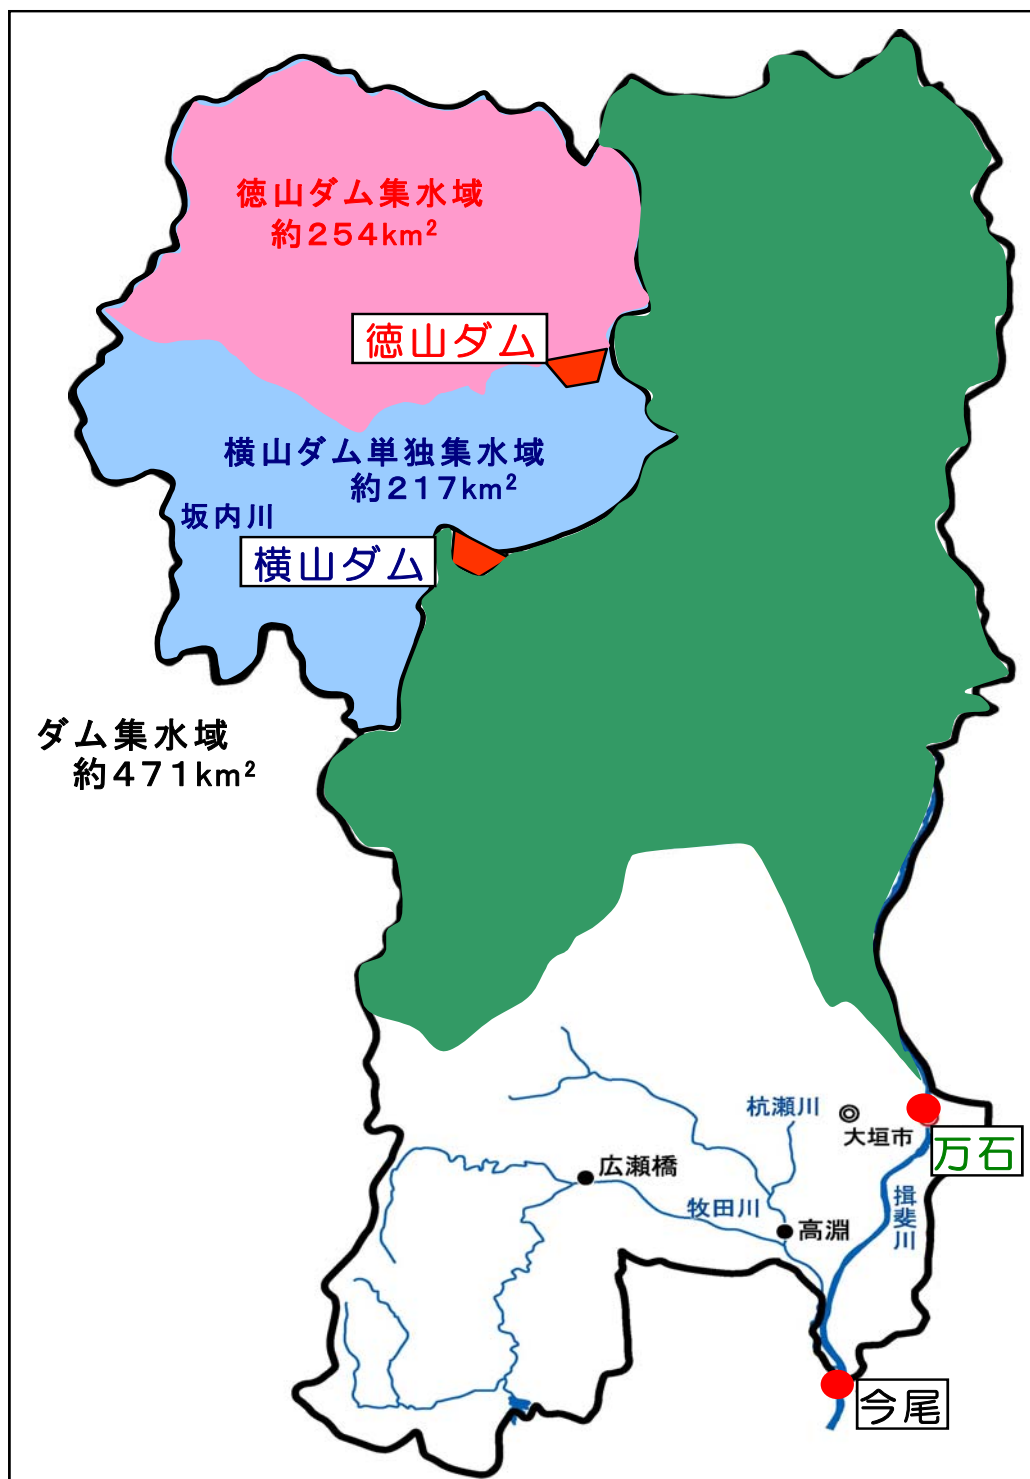 徳山ダム集水域
約254km²
徳山ダム
横山ダム単独集水域
約217km²
坂内川
横山ダム
ダム集水域
約471km²
杭瀬川
大垣市
万石
広瀬橋
牧田川
揖斐川
高淵
今尾